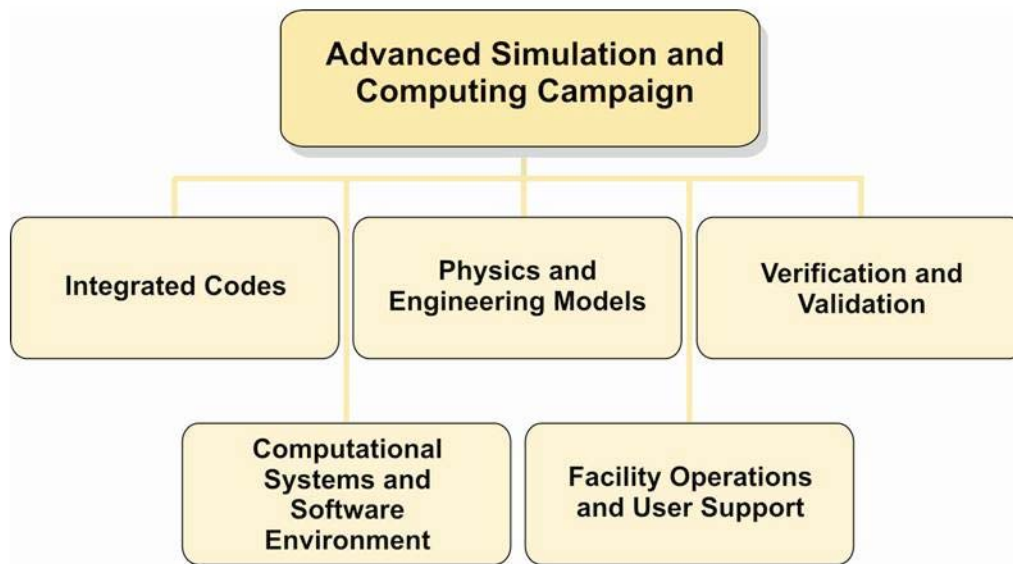 Advanced Simulation and
Computing Campaign
Integrated Codes
Physics and
Engineering Models
Verification and
Validation
Computational
Systems and
Software
Environment
Facility Operations
and User Support